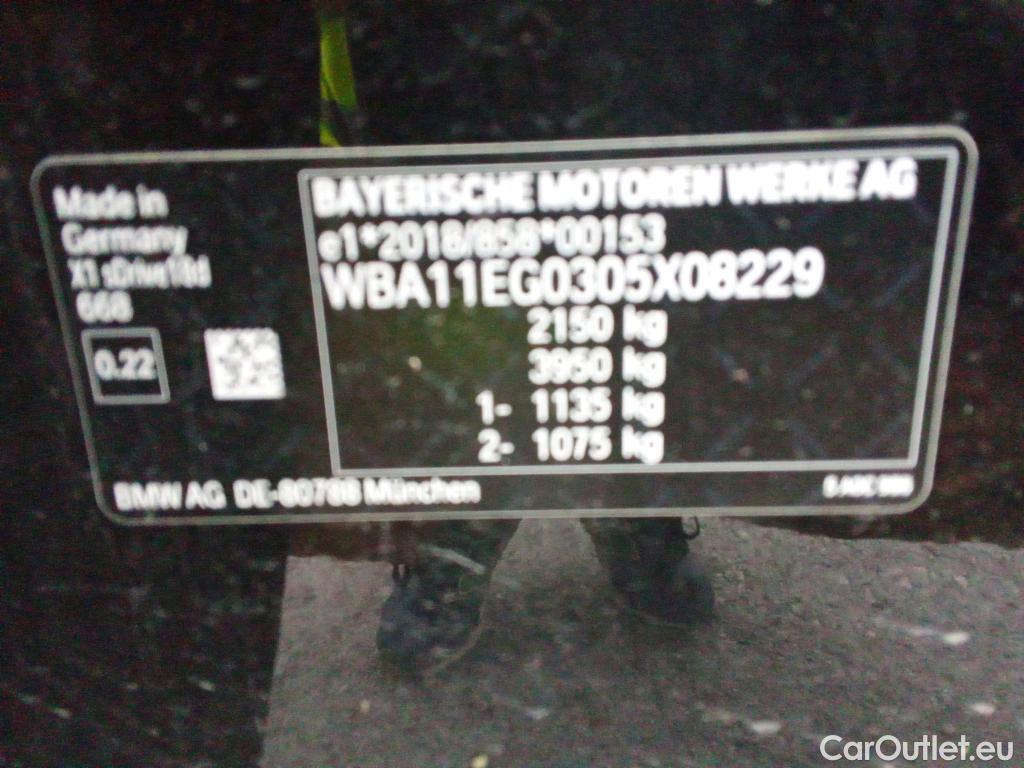 Made in
Germany
X1 sDrive18d
668
0.22
BAYERISCHE MOTOREN WERKE AG
e1*2018/858*00153
WBA11EG0305X08229
2150 kg
3950 kg
1- 1135 kg
2- 1075 kg
BMW AG DE-80788 München
CarOutlet.eu